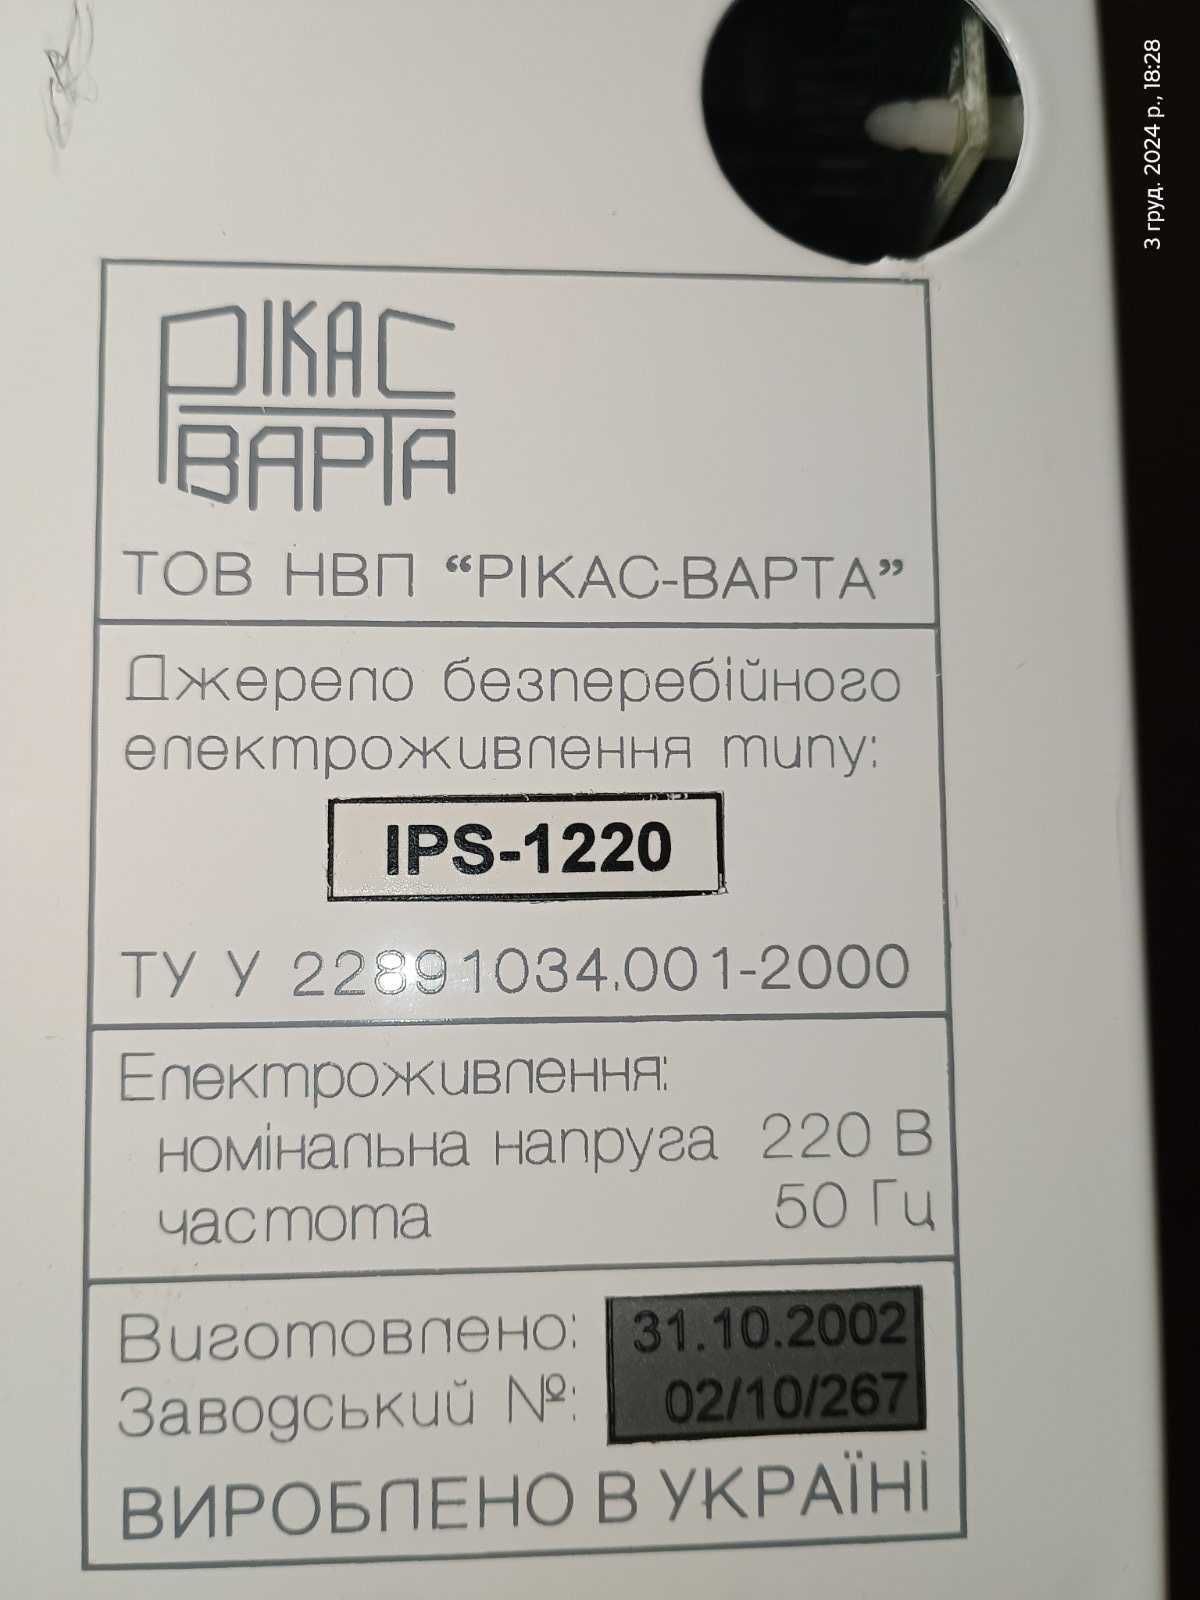 РІКАС
ВАРТА
ТОВ НВП “РІКАС-ВАРТА”
Джерело безперебійного
електроживлення типу:
IPS-1220
ТУ У 22891034.001-2000
Електроживлення:
номінальна напруга 220 В
частота 50 Гц
Виготовлено: 31.10.2002
Заводський №: 02/10/267
ВИРОБЛЕНО В УКРАЇНІ
3 груд. 2024 р., 18:28